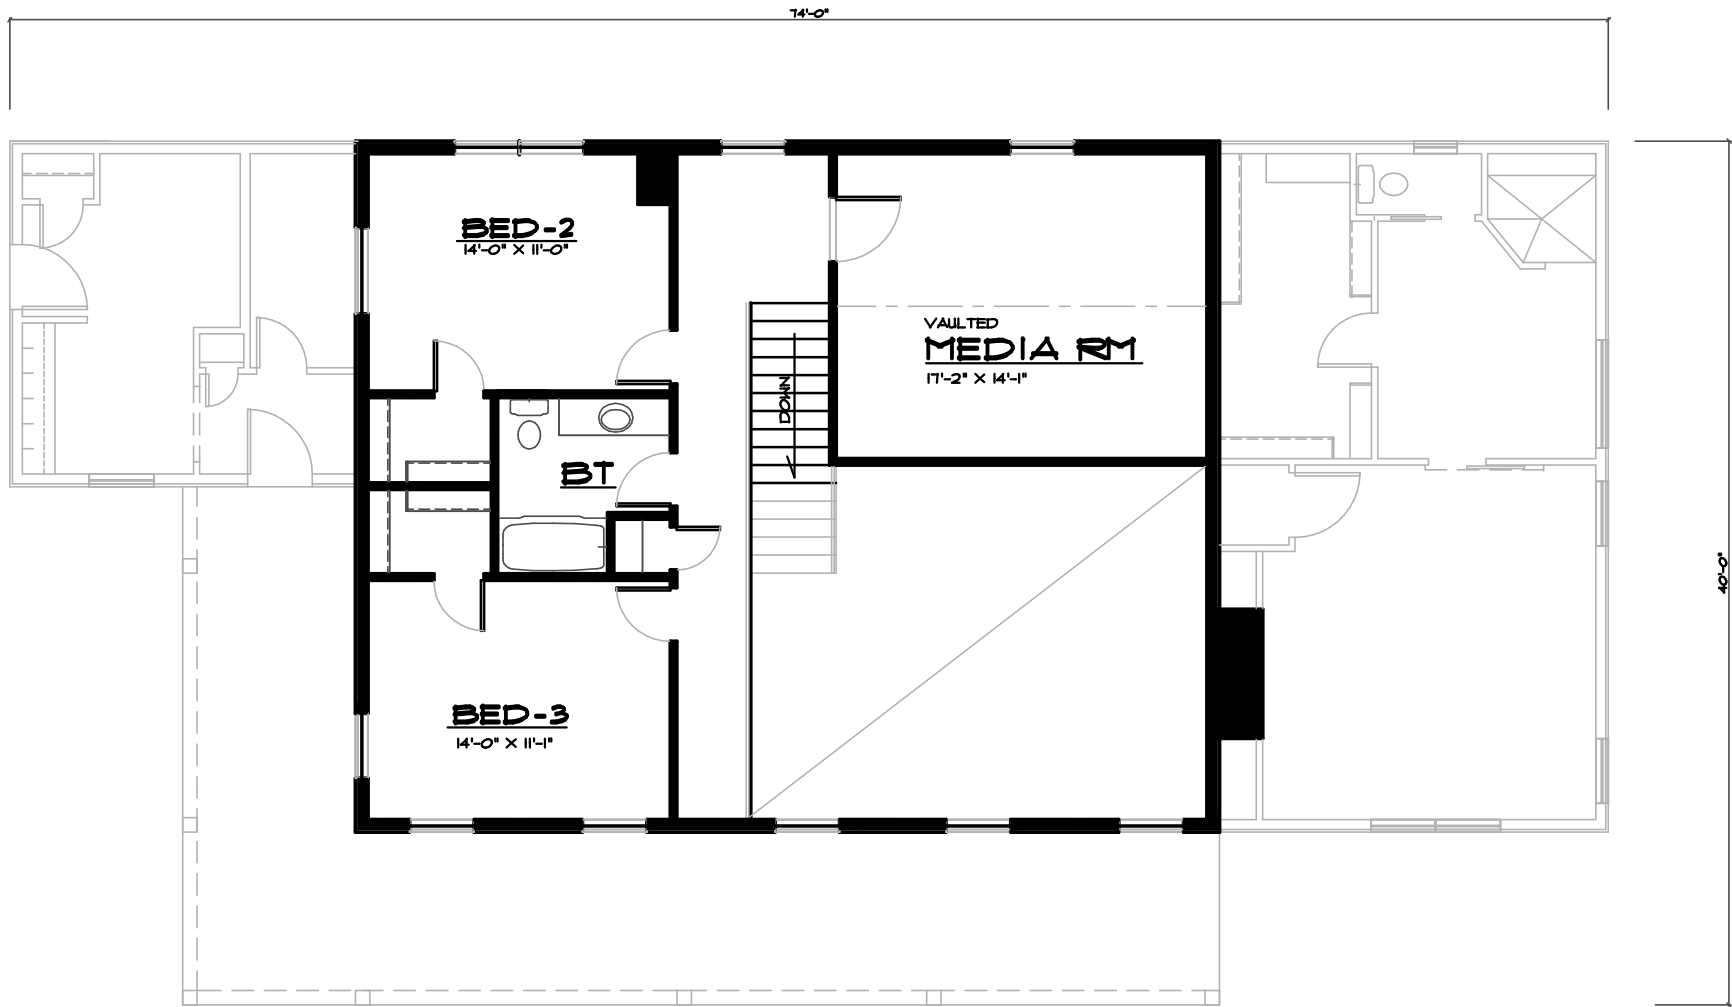 74'-0"
BED-2
14'-0" X 11'-0"
VAULTED
MEDIA RM
17'-2" X 14'-1"
DOWN
BT
40'-0"
BED-3
14'-0" X 11'-1"